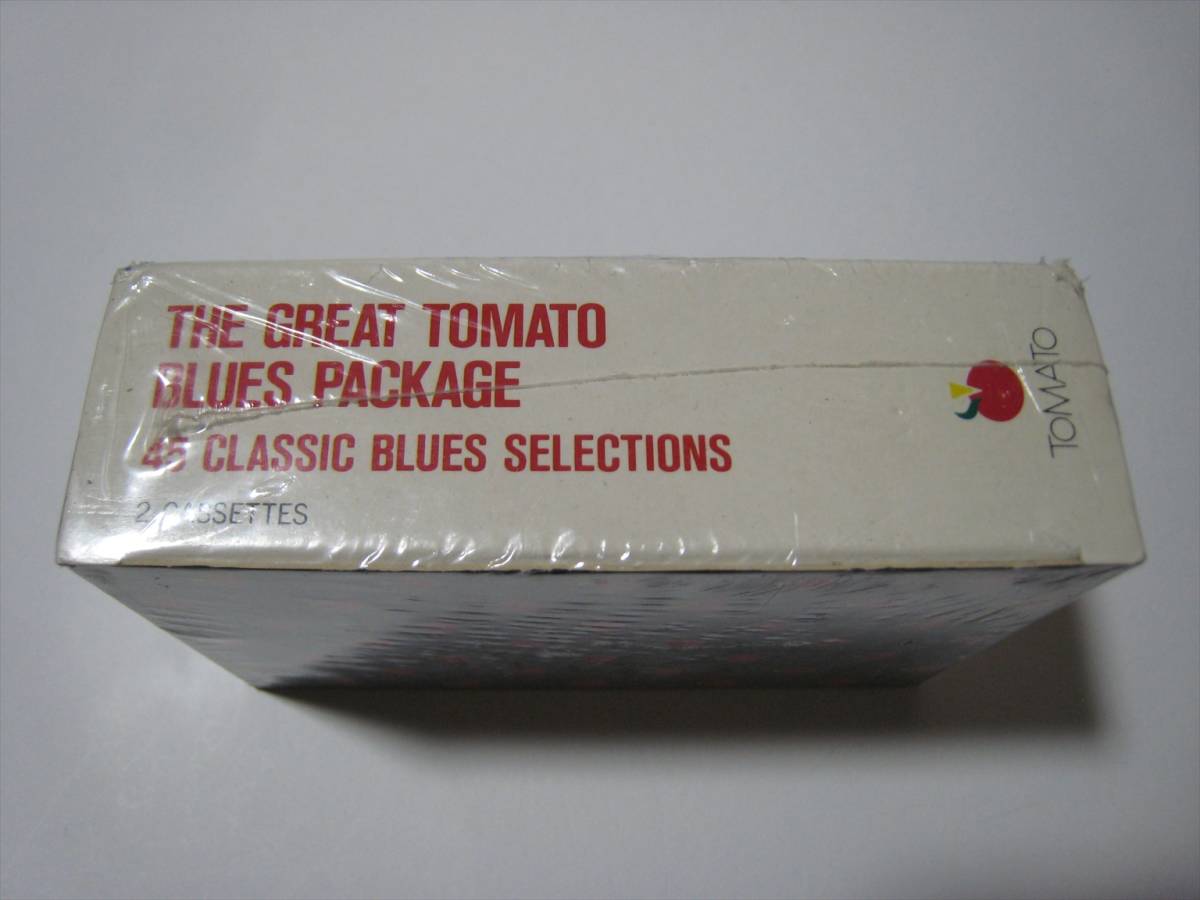 THE GREAT TOMATO
BLUES PACKAGE
45 CLASSIC BLUES SELECTIONS
2 CASSETTES
TOMATO